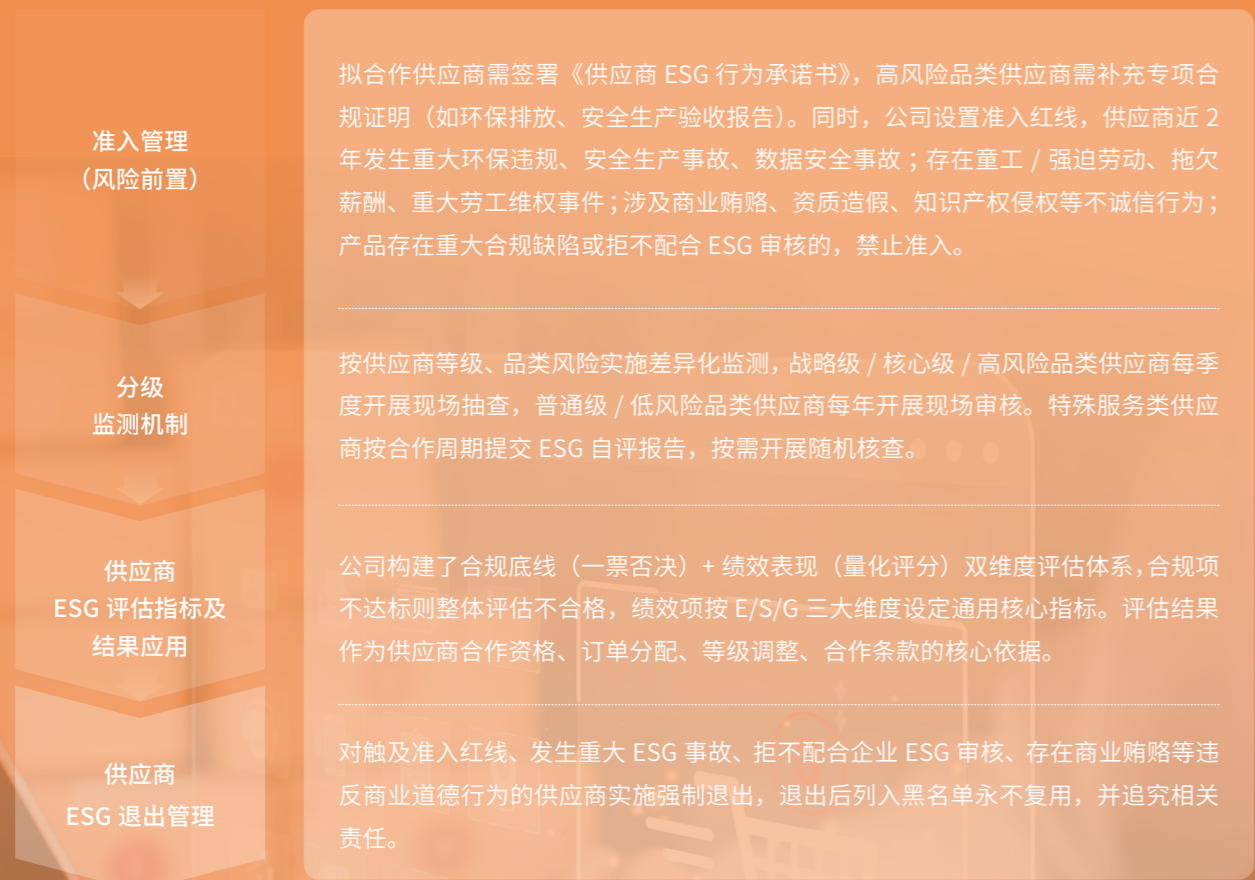 准入管理
（风险前置）
拟合作供应商需签署《供应商 ESG 行为承诺书》，高风险品类供应商需补充专项合
规证明（如环保排放、安全生产验收报告）。同时，公司设置准入红线，供应商近 2
年发生重大环保违规、安全生产事故、数据安全事故；存在童工 / 强迫劳动、拖欠
薪酬、重大劳工维权事件；涉及商业贿赂、资质造假、知识产权侵权等不诚信行为；
产品存在重大合规缺陷或拒不配合 ESG 审核的，禁止准入。
分级
监测机制
按供应商等级、品类风险实施差异化监测，战略级 / 核心级 / 高风险品类供应商每季
度开展现场抽查，普通级 / 低风险品类供应商每年开展现场审核。特殊服务类供应
商按合作周期提交 ESG 自评报告，按需开展随机核查。
供应商
ESG 评估指标及
结果应用
公司构建了合规底线（一票否决）+ 绩效表现（量化评分）双维度评估体系，合规项
不达标则整体评估不合格，绩效项按 E/S/G 三大维度设定通用核心指标。评估结果
作为供应商合作资格、订单分配、等级调整、合作条款的核心依据。
供应商
ESG 退出管理
对触及准入红线、发生重大 ESG 事故、拒不配合企业 ESG 审核、存在商业贿赂等违
反商业道德行为的供应商实施强制退出，退出后列入黑名单永不复用，并追究相关
责任。